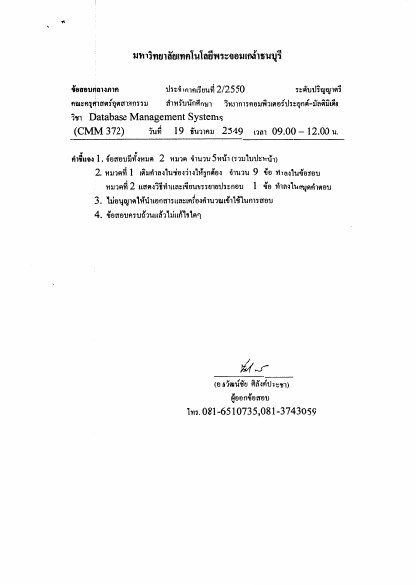 มหาวิทยาลัยเทคโนโลยีพระจอมเกล้าธนบุรี
ข้อสอบกลางภาค ประจำภาคเรียนที่ 2/2550 ระดับปริญญาตรี
คณะครุศาสตร์อุตสาหกรรม สำหรับนักศึกษา วิทยาการคอมพิวเตอร์ประยุกต์-มัลติมีเดีย
วิชา Database Management Systems
(CMM 372) วันที่ 19 ธันวาคม 2549 เวลา 09.00 – 12.00 น.
คำชี้แจง 1. ข้อสอบมีทั้งหมด 2 หมวด จำนวน 5 หน้า (รวมใบปะหน้า)
2. หมวดที่ 1 เติมคำลงในช่องว่างให้ถูกต้อง จำนวน 9 ข้อ ทำลงในข้อสอบ
หมวดที่ 2 แสดงวิธีทำและเขียนบรรยายประกอบ 1 ข้อ ทำลงในสมุดคำตอบ
3. ไม่อนุญาตให้นำเอกสารและเครื่องคำนวณเข้าใช้ในการสอบ
4. ข้อสอบครบถ้วนแล้วไม่แก้ไขใดๆ
ผู้ออกข้อสอบ
โทร. 081-6510735,081-3743059